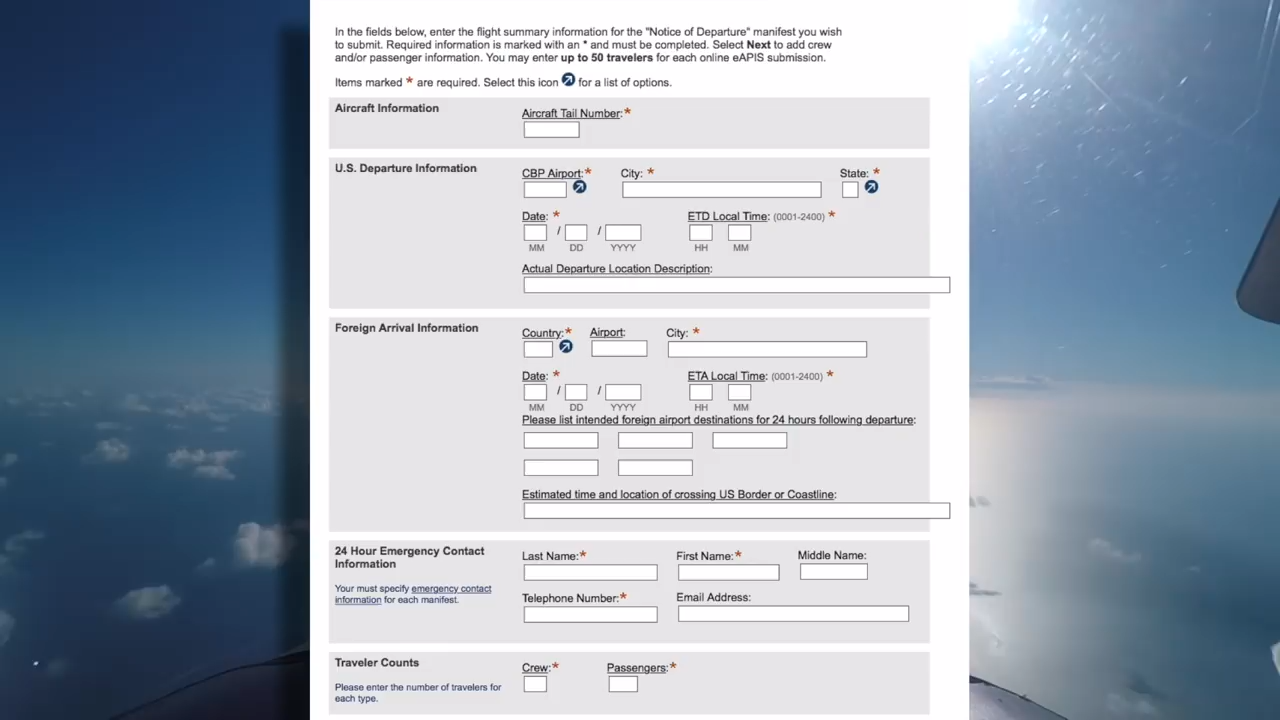 In the fields below, enter the flight summary information for the "Notice of Departure" manifest you wish
to submit. Required information is marked with an * and must be completed. Select Next to add crew
and/or passenger information. You may enter up to 50 travelers for each online eAPIS submission.
Items marked * are required. Select this icon for a list of options.
Aircraft Information
Aircraft Tail Number:*
U.S. Departure Information
CBP Airport:* City: * State: *
Date: * ETD Local Time: (0001-2400) *
/ /
MM DD YYYY HH MM
Actual Departure Location Description:
Foreign Arrival Information
Country:* Airport: City: *
Date: * ETA Local Time: (0001-2400) *
/ /
MM DD YYYY HH MM
Please list intended foreign airport destinations for 24 hours following departure:
Estimated time and location of crossing US Border or Coastline:
24 Hour Emergency Contact
Information
Your must specify emergency contact
information for each manifest.
Last Name:* First Name:* Middle Name:
Telephone Number:* Email Address:
Traveler Counts
Please enter the number of travelers for
each type.
Crew:* Passengers:*